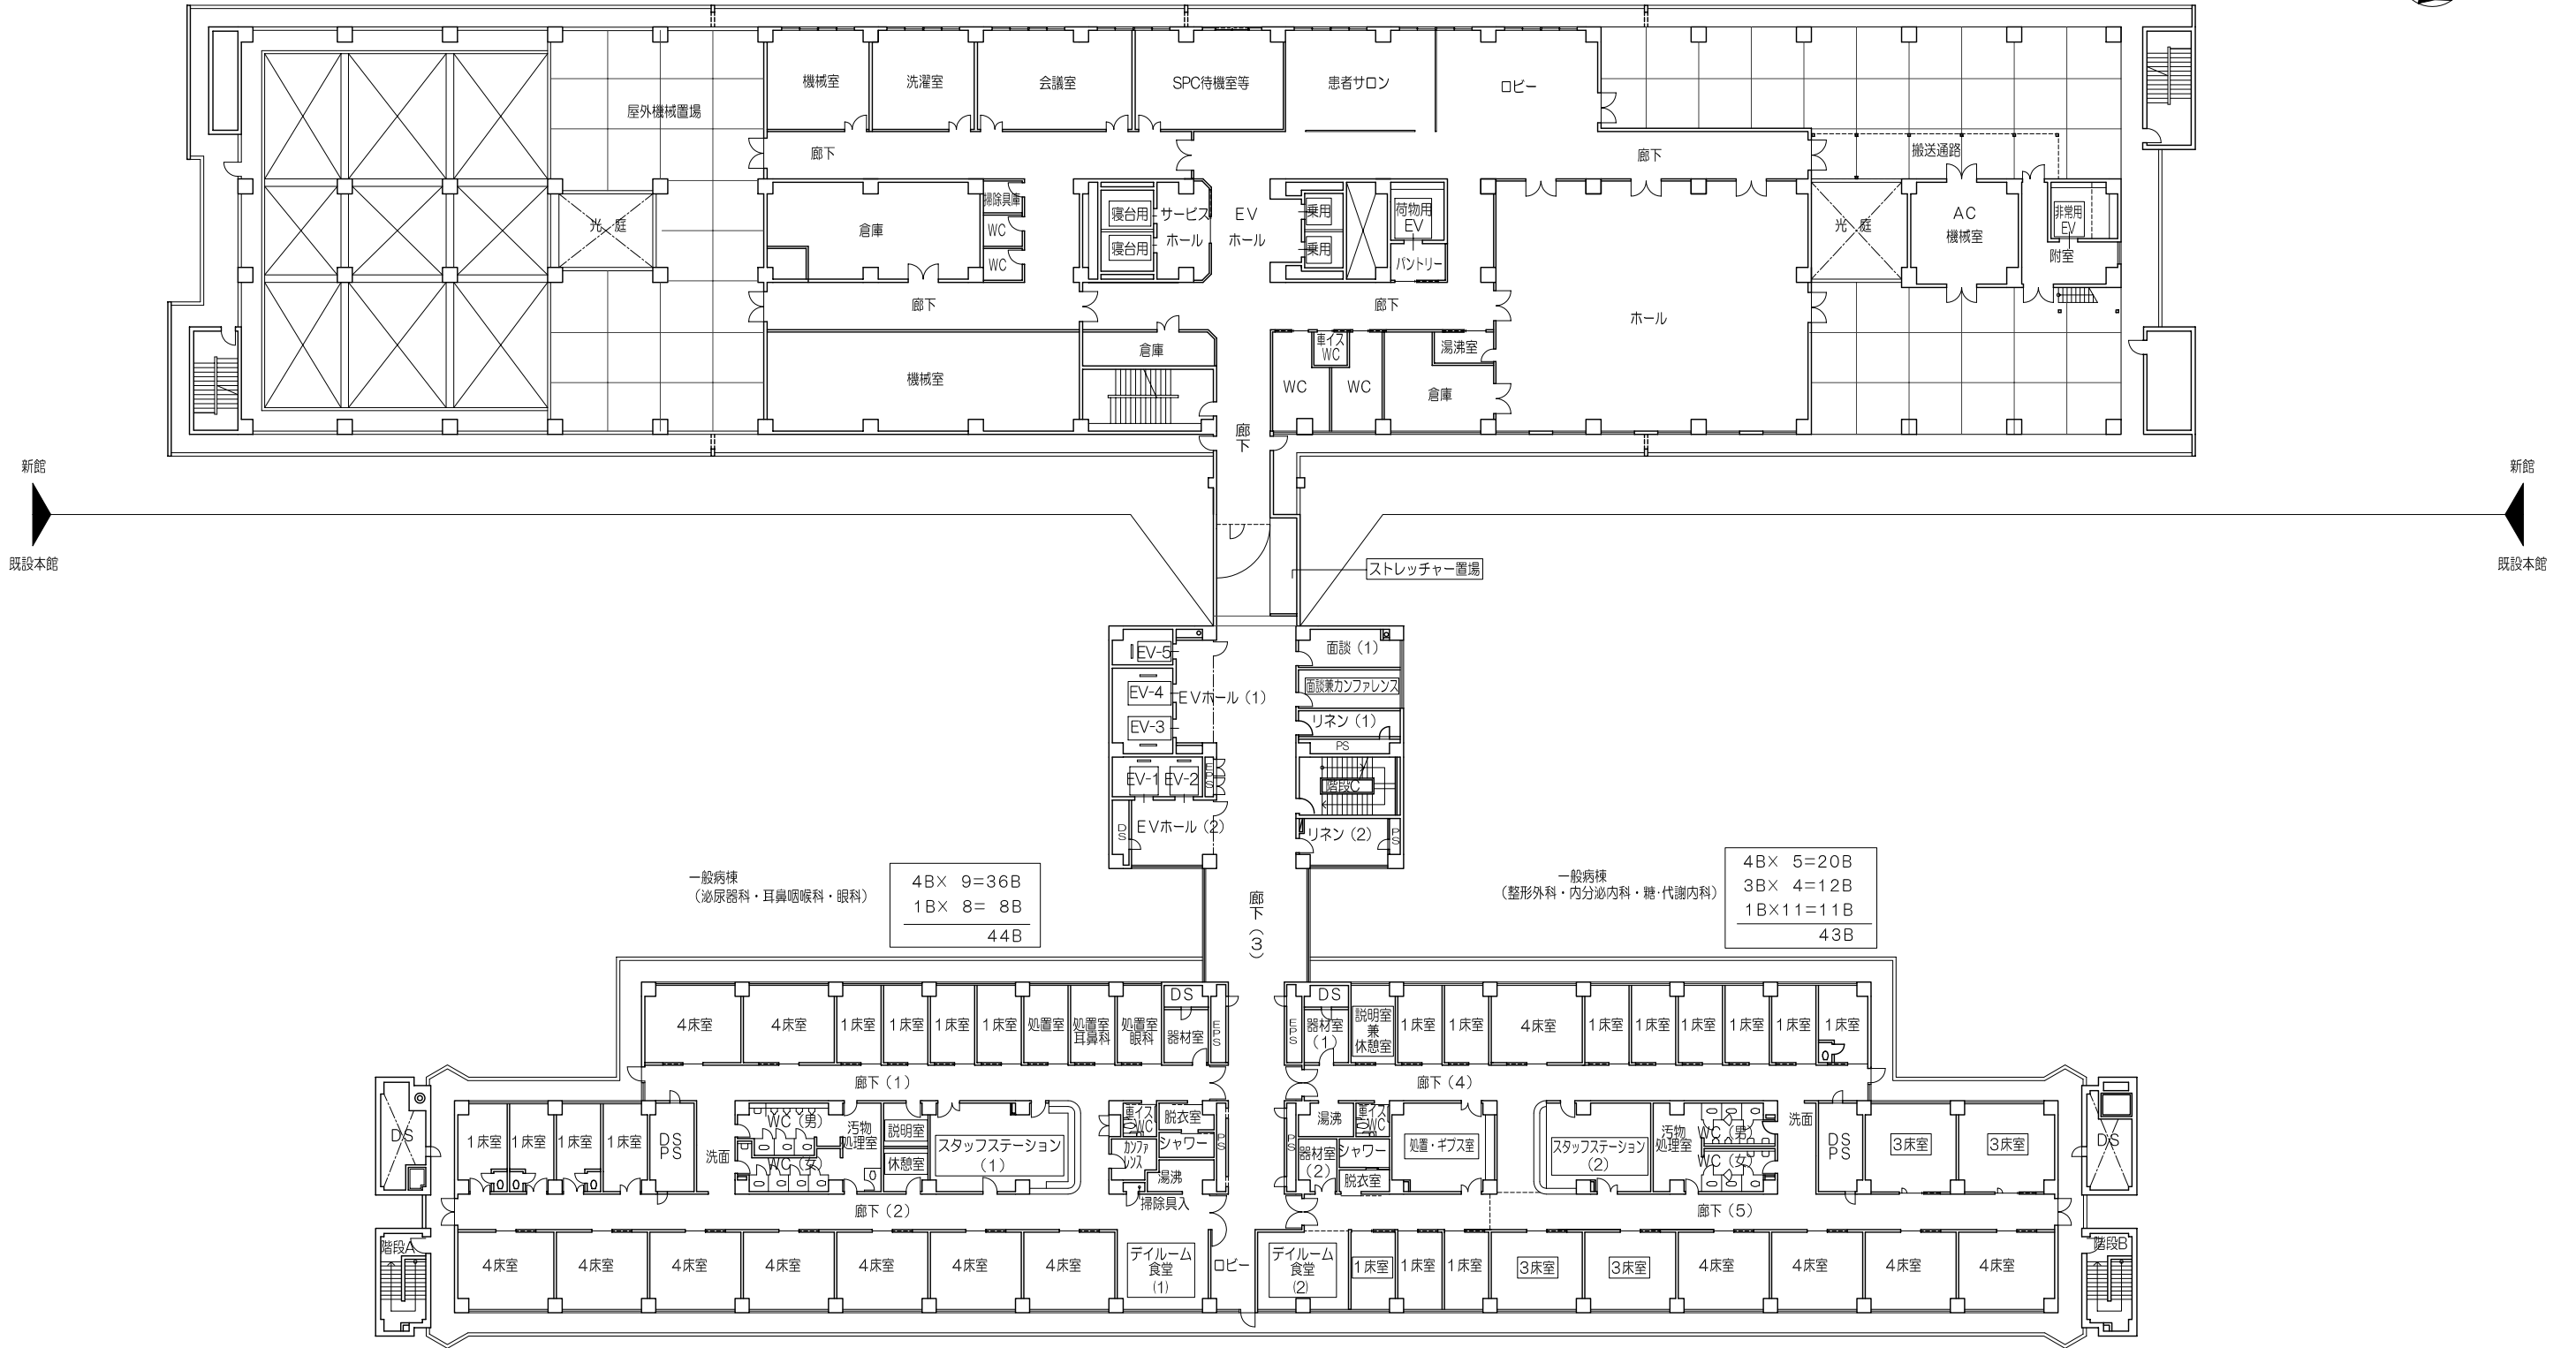 機械室
洗濯室
会議室
SPC待機室等
患者サロン
ロビー
屋外機械置場
廊下
廊下
搬送通路
掃除具庫
寝台用
サービス
ホール
EV
ホール
乗用
荷物用
EV
光庭
倉庫
WC
寝台用
乗用
パントリー
光庭
AC
機械室
非常用
EV
附室
WC
廊下
廊下
ホール
倉庫
車イス
WC
湯沸室
機械室
WC
WC
倉庫
廊下
新館
新館
既設本館
既設本館
ストレッチャー置場
EV-5
面談（1）
EV-4
EVホール（1）
面談兼カンファレンス
EV-3
リネン（1）
PS
EV-1
EV-2
EPS
階段C
DS
EVホール（2）
リネン（2）
PS
一般病棟
（泌尿器科・耳鼻咽喉科・眼科）
4B× 9=36B
1B× 8= 8B
44B
廊下（3）
一般病棟
（整形外科・内分泌内科・糖・代謝内科）
4B× 5=20B
3B× 4=12B
1B×11=11B
43B
4床室
4床室
1床室
1床室
1床室
1床室
処置室
処置室
耳鼻科
処置室
眼科
DS
器材室
EPS
EPS
DS
器材室
（1）
説明室
兼
休憩室
1床室
1床室
4床室
1床室
1床室
1床室
1床室
1床室
1床室
廊下（1）
廊下（4）
DS
1床室
1床室
1床室
1床室
DS
PS
洗面
WC（男）
WC（女）
汚物
処理室
説明室
休憩室
スタッフステーション
（1）
車イス
WC
カンファ
レンス
脱衣室
シャワー
湯沸
掃除具入
PS
PS
湯沸
器材室
（2）
車イス
WC
シャワー
脱衣室
処置・ギプス室
スタッフステーション
（2）
汚物
処理室
WC（男）
WC（女）
洗面
DS
PS
3床室
3床室
DS
廊下（2）
廊下（5）
階段A
4床室
4床室
4床室
4床室
4床室
4床室
4床室
デイルーム
食堂
（1）
ロビー
デイルーム
食堂
（2）
1床室
1床室
1床室
3床室
3床室
4床室
4床室
4床室
4床室
階段B